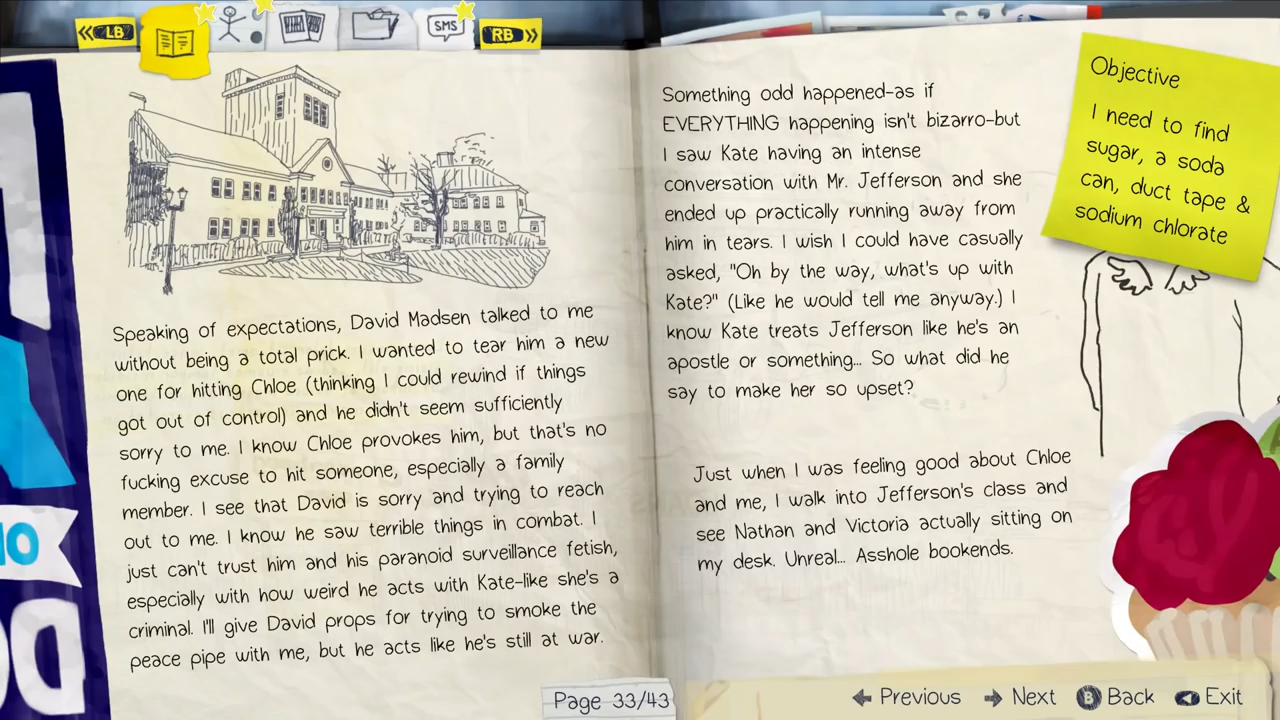 LB
SMS
RB
Speaking of expectations, David Madsen talked to me
without being a total prick. I wanted to tear him a new
one for hitting Chloe (thinking I could rewind if things
got out of control) and he didn't seem sufficiently
sorry to me. I know Chloe provokes him, but that's no
fucking excuse to hit someone, especially a family
member. I see that David is sorry and trying to reach
out to me. I know he saw terrible things in combat. I
just can't trust him and his paranoid surveillance fetish,
especially with how weird he acts with Kate-like she's a
criminal. I'll give David props for trying to smoke the
peace pipe with me, but he acts like he's still at war.
Something odd happened-as if
EVERYTHING happening isn't bizarro-but
I saw Kate having an intense
conversation with Mr. Jefferson and she
ended up practically running away from
him in tears. I wish I could have casually
asked, "Oh by the way, what's up with
Kate?" (Like he would tell me anyway.) I
know Kate treats Jefferson like he's an
apostle or something... So what did he
say to make her so upset?
Just when I was feeling good about Chloe
and me, I walk into Jefferson's class and
see Nathan and Victoria actually sitting on
my desk. Unreal... Asshole bookends.
Objective
I need to find
sugar, a soda
can, duct tape &
sodium chlorate
Page 33/43
Previous
Next
B Back
Exit